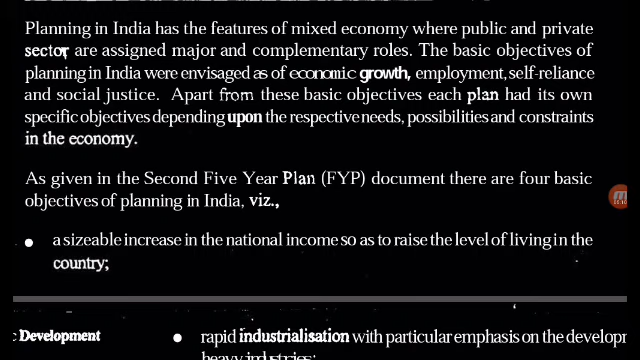 Planning in India has the features of mixed economy where public and private
sector are assigned major and complementary roles. The basic objectives of
planning in India were envisaged as of economic growth, employment, self-reliance
and social justice. Apart from these basic objectives each plan had its own
specific objectives depending upon the respective needs, possibilities and constraints
in the economy.
As given in the Second Five Year Plan (FYP) document there are four basic
objectives of planning in India, viz.,
• a sizeable increase in the national income so as to raise the level of living in the
country;
Development
• rapid industrialisation with particular emphasis on the
heavy industries;